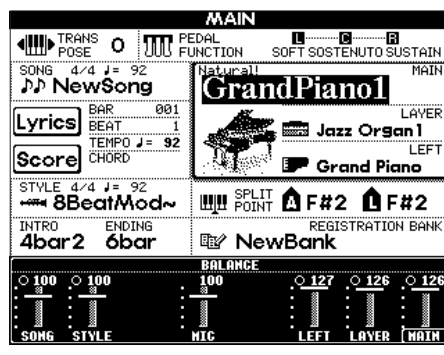 MAIN
TRANSPOSE 0
PEDAL FUNCTION
L C R
SOFT SOSTENUTO SUSTAIN
SONG 4/4 ♩= 92
NewSong
Natural! MAIN
GrandPiano1
Lyrics
BAR 001
BEAT 1
TEMPO ♩= 92
Score
CHORD
LAYER
Jazz Organ1
LEFT
Grand Piano
STYLE 4/4 ♩= 92
8BeatMod~
SPLIT POINT A F#2 L F#2
INTRO ENDING
4bar2 6bar
REGISTRATION BANK
NewBank
BALANCE
100 100 100 127 126 126
SONG STYLE MIC LEFT LAYER MAIN